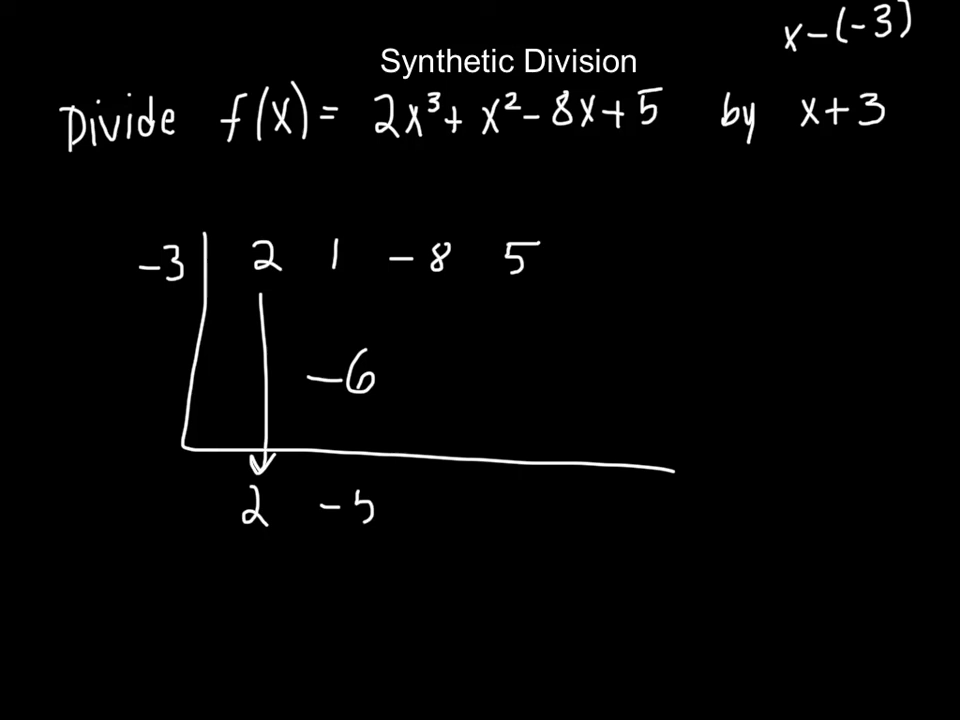 x-(-3)
Synthetic Division
Divide f(x)= 2x³+ x²- 8x+5 by x+3
-3 2 1 -8 5
-6
2 -5